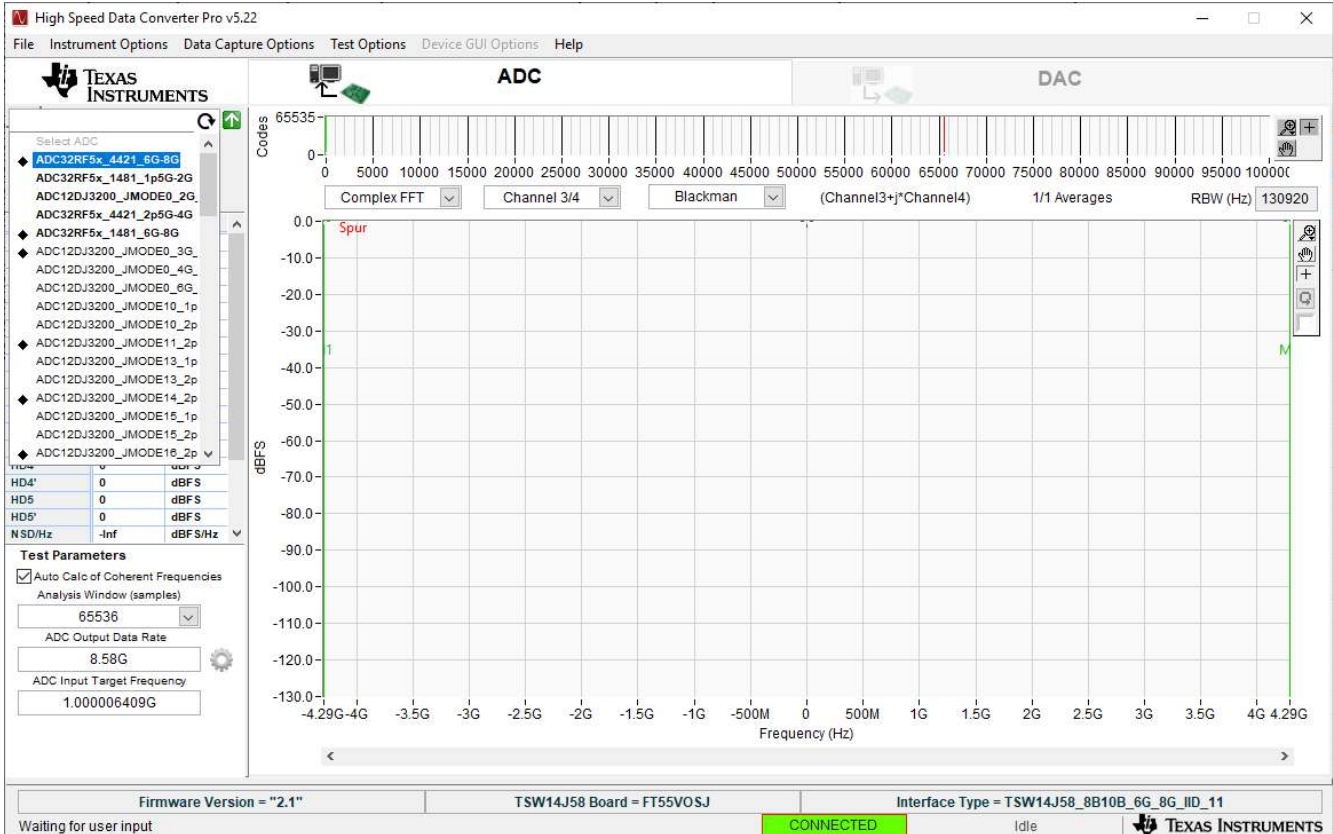 High Speed Data Converter Pro v5.22
File Instrument Options Data Capture Options Test Options Device GUI Options Help
TEXAS INSTRUMENTS
ADC
DAC
Select ADC
ADC32RF5x_4421_6G-8G
ADC32RF5x_1481_1p5G-2G
ADC12DJ3200_JMODE0_2G_
ADC32RF5x_4421_2p5G-4G
ADC32RF5x_1481_6G-8G
ADC12DJ3200_JMODE0_3G_
ADC12DJ3200_JMODE0_4G_
ADC12DJ3200_JMODE0_6G_
ADC12DJ3200_JMODE10_1p
ADC12DJ3200_JMODE10_2p
ADC12DJ3200_JMODE11_2p
ADC12DJ3200_JMODE13_1p
ADC12DJ3200_JMODE13_2p
ADC12DJ3200_JMODE14_2p
ADC12DJ3200_JMODE15_1p
ADC12DJ3200_JMODE15_2p
ADC12DJ3200_JMODE16_2p
HD4 0 dBFS
HD4' 0 dBFS
HD5 0 dBFS
HD5' 0 dBFS
NSD/Hz -Inf dBFS/Hz
Test Parameters
Auto Calc of Coherent Frequencies
Analysis Window (samples)
65536
ADC Output Data Rate
8.58G
ADC Input Target Frequency
1.000006409G
Codes
65535
0
0 5000 10000 15000 20000 25000 30000 35000 40000 45000 50000 55000 60000 65000 70000 75000 80000 85000 90000 95000 10000
Complex FFT Channel 3/4 Blackman (Channel3+j*Channel4) 1/1 Averages RBW (Hz) 130920
Spur
dBFS
0.0
-10.0
-20.0
-30.0
-40.0
-50.0
-60.0
-70.0
-80.0
-90.0
-100.0
-110.0
-120.0
-130.0
1
M
-4.29G -4G -3.5G -3G -2.5G -2G -1.5G -1G -500M 0 500M 1G 1.5G 2G 2.5G 3G 3.5G 4G 4.29G
Frequency (Hz)
Firmware Version = "2.1" TSW14J58 Board = FT55VOSJ Interface Type = TSW14J58_8B10B_6G_8G_IID_11
Waiting for user input CONNECTED Idle TEXAS INSTRUMENTS